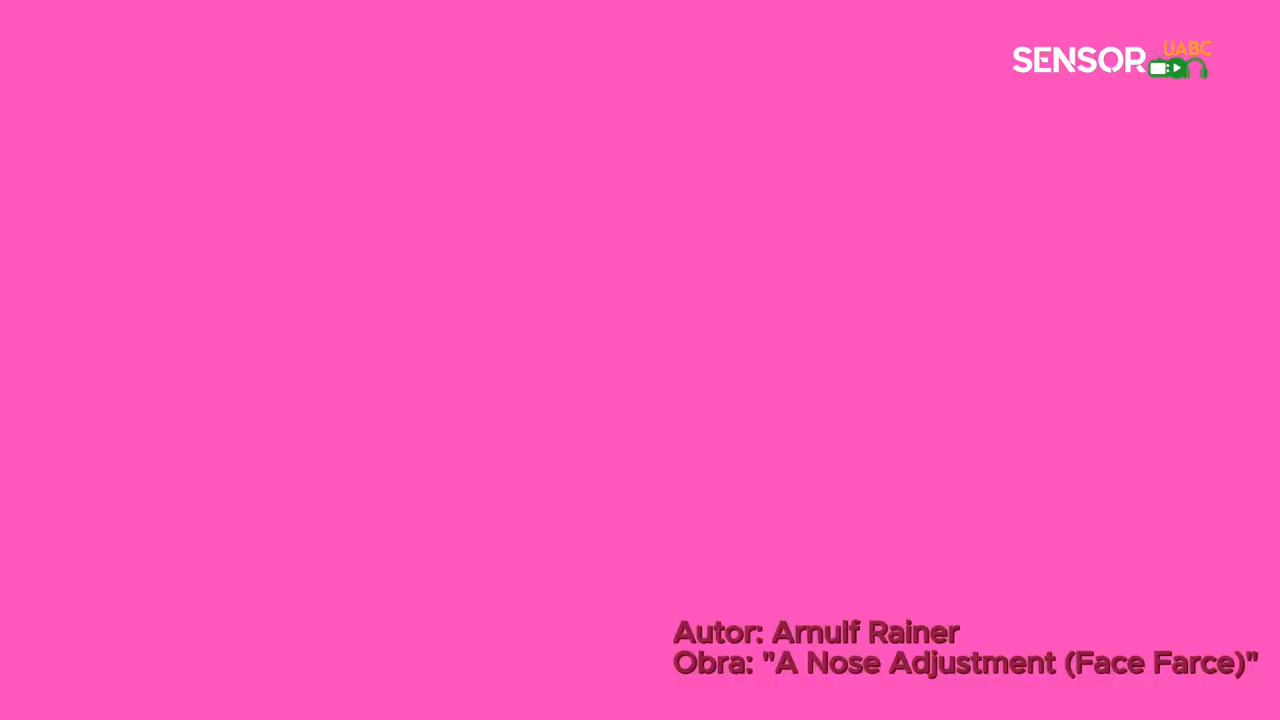 UABC
SENSOR
Autor: Arnulf Rainer
Obra: "A Nose Adjustment (Face Farce)"